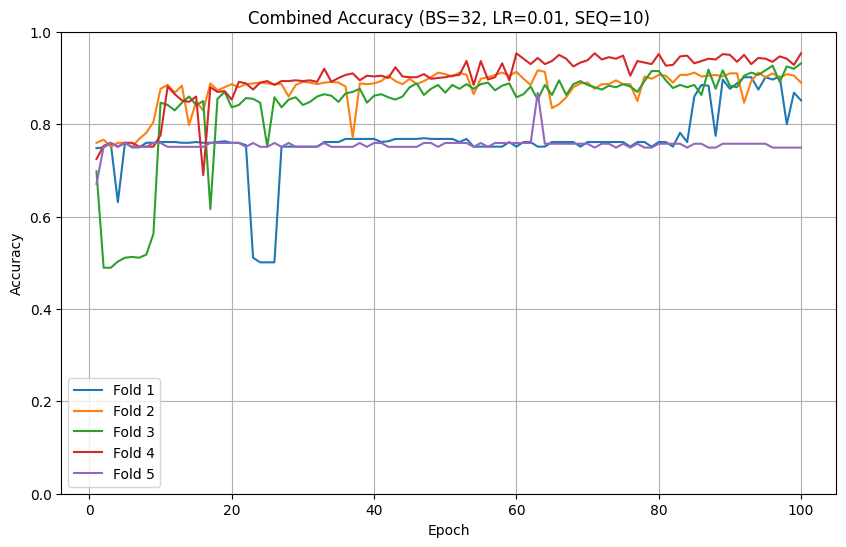 Combined Accuracy (BS=32, LR=0.01, SEQ=10)
1.0
0.8
0.6
0.4
0.2
0.0
Accuracy
Fold 1
Fold 2
Fold 3
Fold 4
Fold 5
0 20 40 60 80 100
Epoch